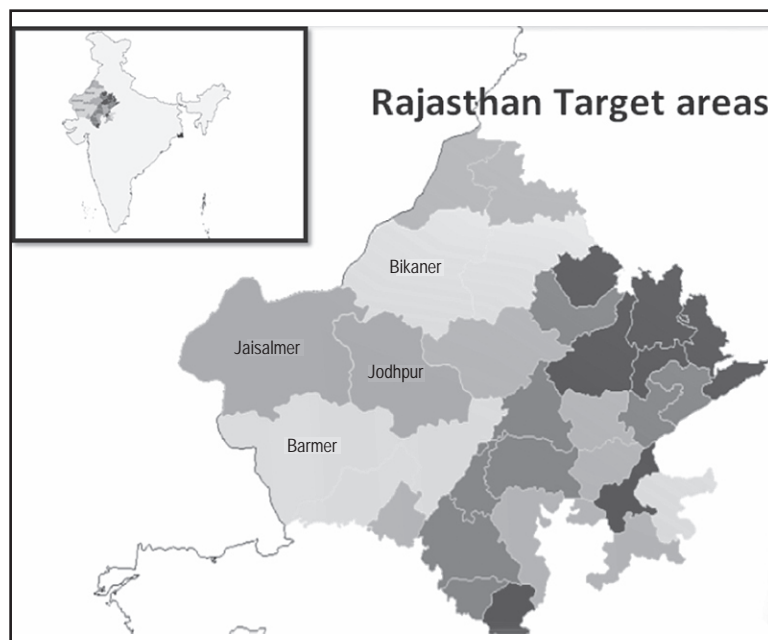 Rajasthan Target areas
Bikaner
Jaisalmer
Jodhpur
Barmer